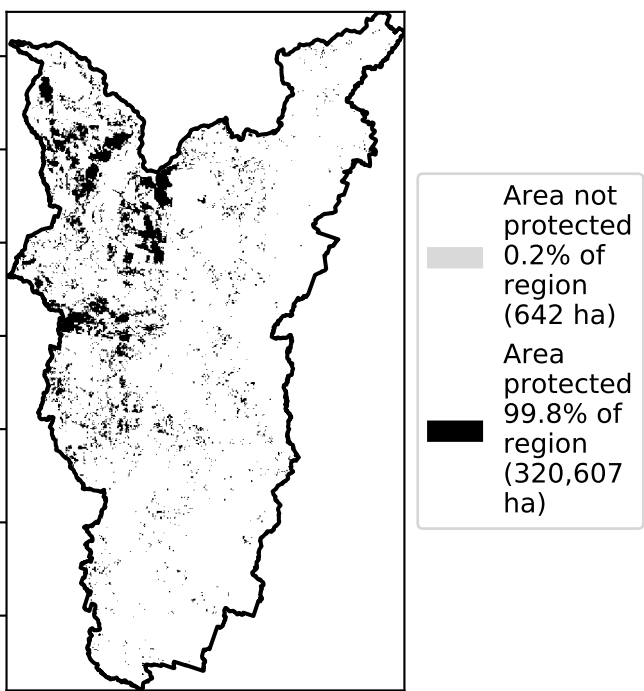 Area not
protected
0.2% of
region
(642 ha)
Area
protected
99.8% of
region
(320,607
ha)